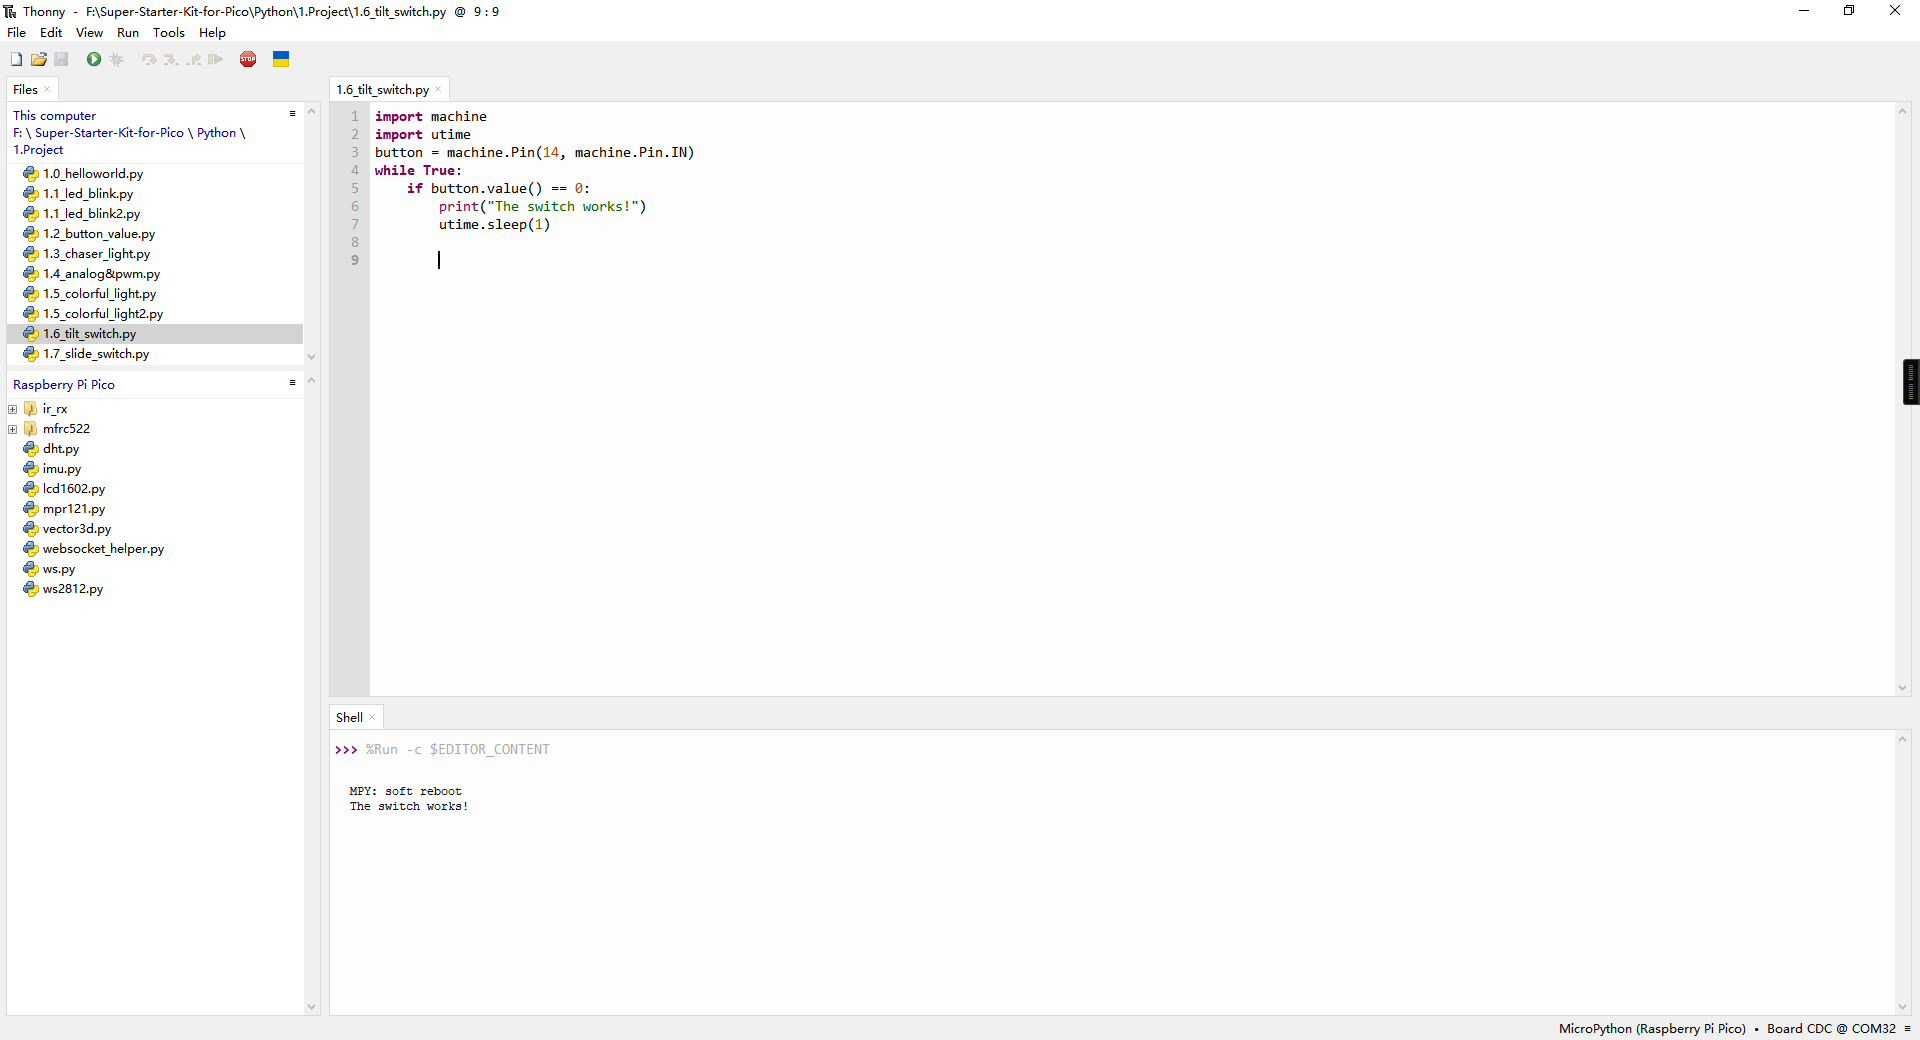 Thonny - F:\Super-Starter-Kit-for-Pico\Python\1.Project\1.6_tilt_switch.py @ 9 : 9
File Edit View Run Tools Help
STOP
Files
This computer
F: \ Super-Starter-Kit-for-Pico \ Python \
1.Project
1.0_helloworld.py
1.1_led_blink.py
1.1_led_blink2.py
1.2_button_value.py
1.3_chaser_light.py
1.4_analog&pwm.py
1.5_colorful_light.py
1.5_colorful_light2.py
1.6_tilt_switch.py
1.7_slide_switch.py
Raspberry Pi Pico
ir_rx
mfrc522
dht.py
imu.py
lcd1602.py
mpr121.py
vector3d.py
websocket_helper.py
ws.py
ws2812.py
1.6_tilt_switch.py
1 import machine
2 import utime
3 button = machine.Pin(14, machine.Pin.IN)
4 while True:
5     if button.value() == 0:
6         print("The switch works!")
7         utime.sleep(1)
8
9
Shell
>>> %Run -c $EDITOR_CONTENT
MPY: soft reboot
The switch works!
MicroPython (Raspberry Pi Pico) • Board CDC @ COM32 ≡